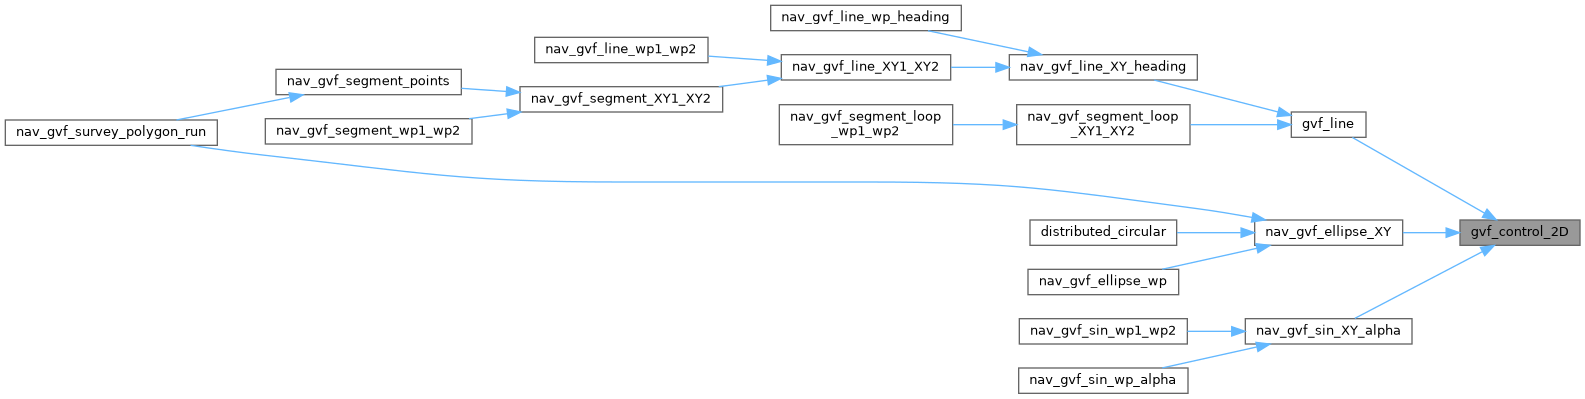 nav_gvf_line_wp_heading
nav_gvf_line_wp1_wp2
nav_gvf_line_XY1_XY2
nav_gvf_line_XY_heading
nav_gvf_segment_points
nav_gvf_segment_XY1_XY2
nav_gvf_survey_polygon_run
nav_gvf_segment_wp1_wp2
nav_gvf_segment_loop
_wp1_wp2
nav_gvf_segment_loop
_XY1_XY2
gvf_line
distributed_circular
nav_gvf_ellipse_XY
gvf_control_2D
nav_gvf_ellipse_wp
nav_gvf_sin_wp1_wp2
nav_gvf_sin_XY_alpha
nav_gvf_sin_wp_alpha